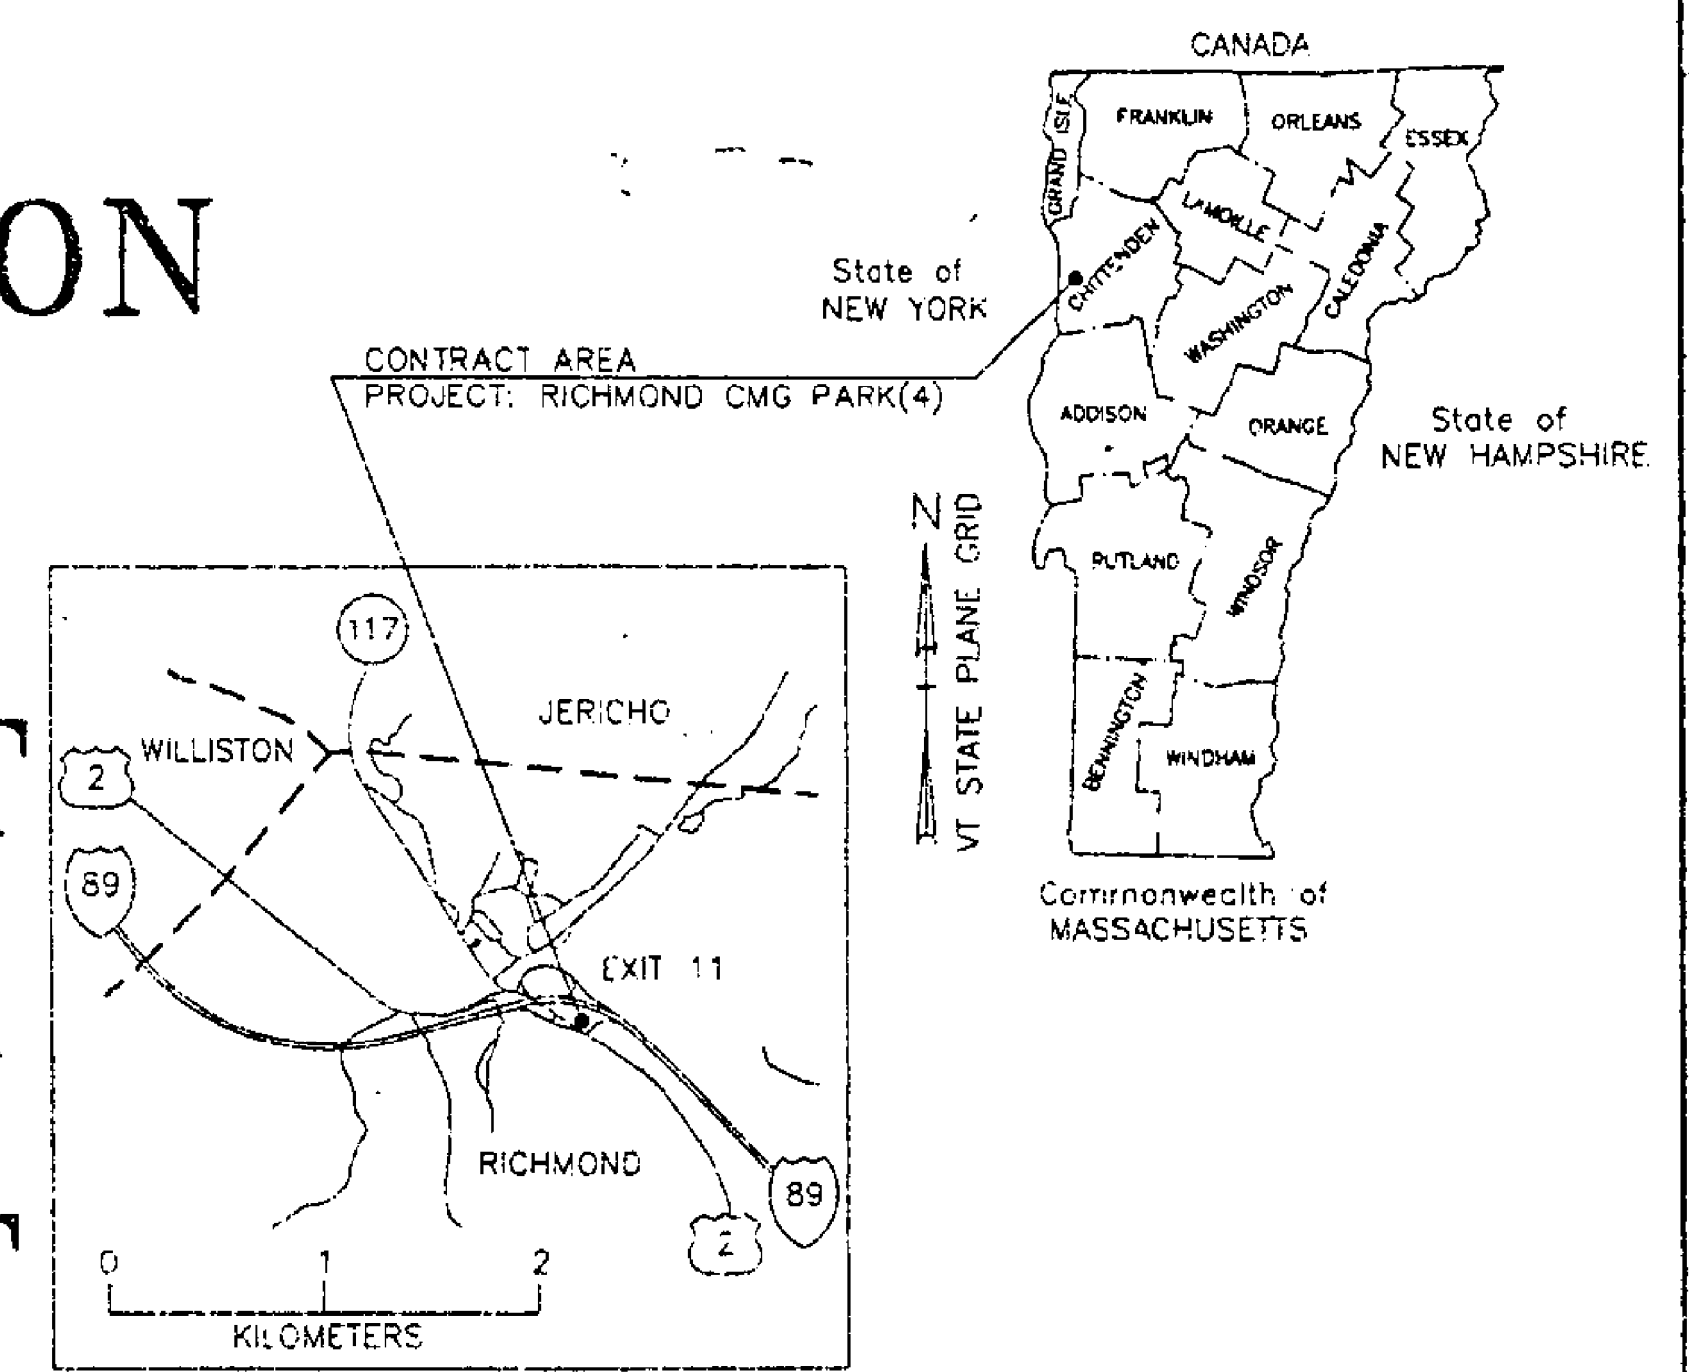 ON
CANADA
GRAND ISLE
FRANKLIN
ORLEANS
ESSEX
LAMOILLE
CHITTENDEN
CALEDONIA
WASHINGTON
State of
NEW YORK
CONTRACT AREA
PROJECT: RICHMOND CMG PARK(4)
ADDISON
ORANGE
State of
NEW HAMPSHIRE
RUTLAND
WINDSOR
BENNINGTON
WINDHAM
Commonwealth of
MASSACHUSETTS
N
VT STATE PLANE GRID
117
JERICHO
WILLISTON
2
89
EXIT 11
RICHMOND
89
2
0 1 2
KILOMETERS